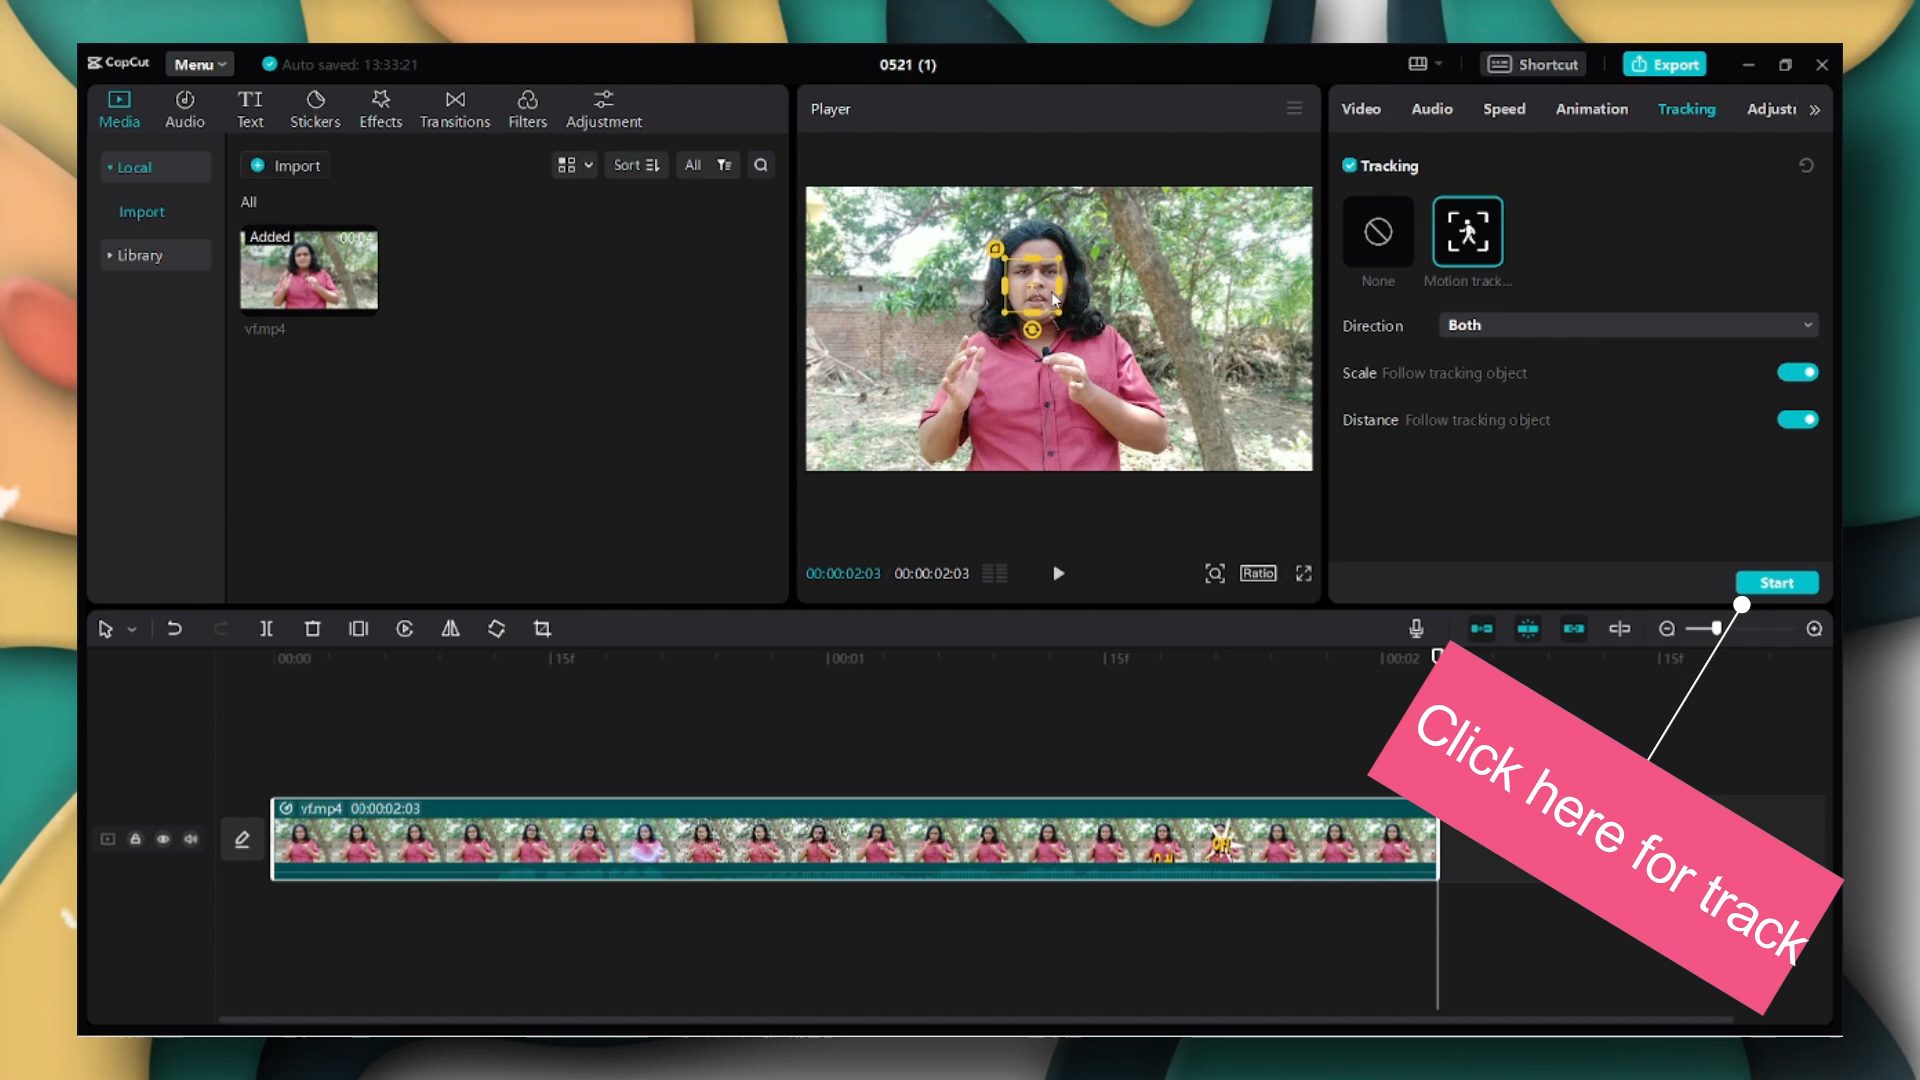 CapCut
Menu
Auto saved: 13:33:21
0521 (1)
Shortcut
Export
Media
Audio
Text
Stickers
Effects
Transitions
Filters
Adjustment
Local
Import
Library
Import
Sort
All
All
Added
00:04
vf.mp4
Player
00:00:02:03
00:00:02:03
Ratio
Video
Audio
Speed
Animation
Tracking
Adjust
Tracking
None
Motion track...
Direction
Both
Scale Follow tracking object
Distance Follow tracking object
Start
00:00
15f
00:01
15f
00:02
15f
vf.mp4 00:00:02:03
Click here for track